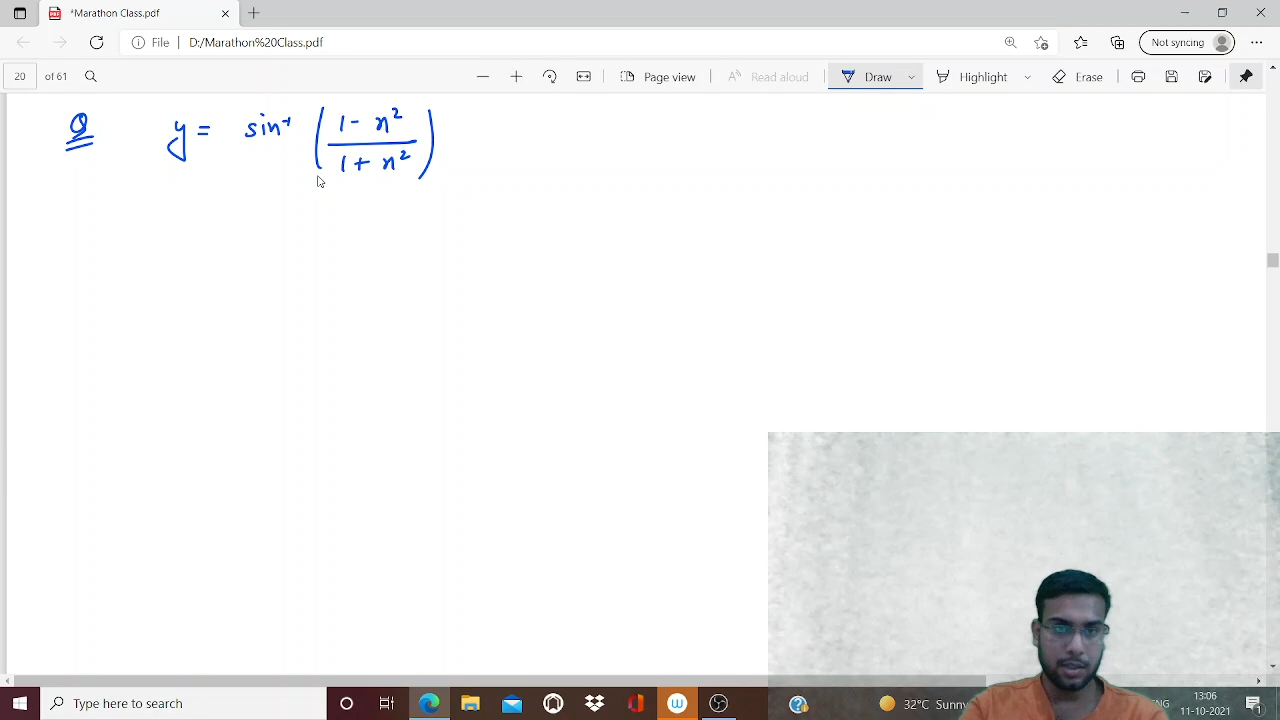 *Marathon Class.pdf
File D:/Marathon%20Class.pdf Not syncing
20 of 61 Page view Read aloud Draw Highlight Erase
Q y = sin⁻¹ (1 - x² / 1 + x²)
Type here to search 32°C Sunny ENG 13:06
11-10-2021